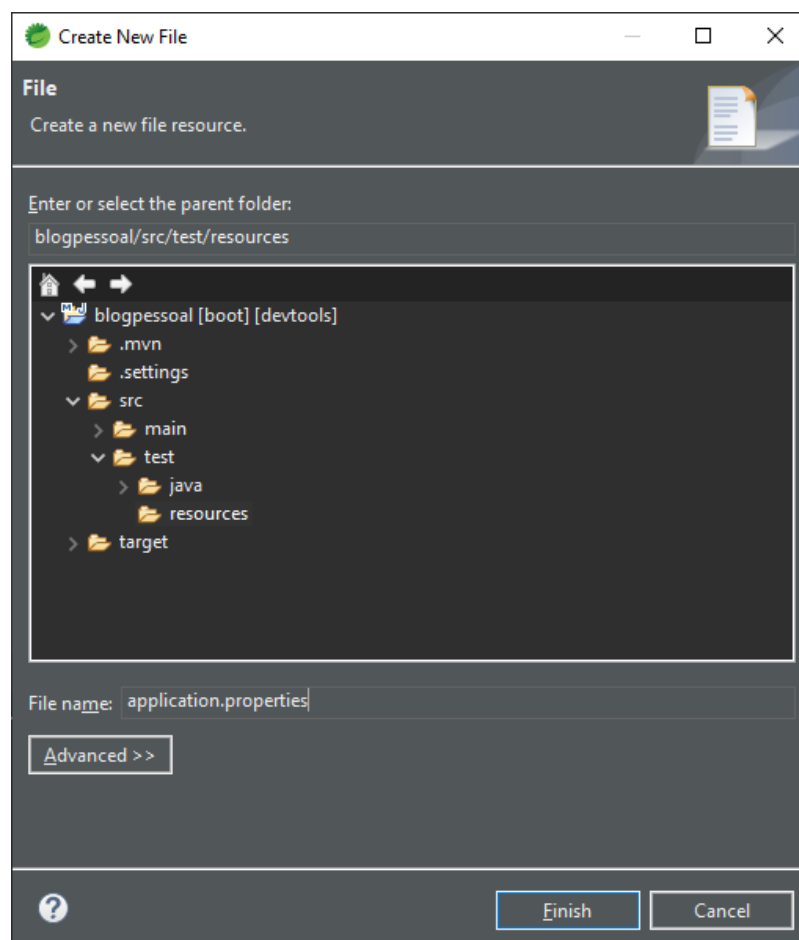 Create New File
File
Create a new file resource.
Enter or select the parent folder:
blogpessoal/src/test/resources
blogpessoal [boot] [devtools]
.mvn
.settings
src
main
test
java
resources
target
File name: application.properties
Advanced >>
Finish Cancel